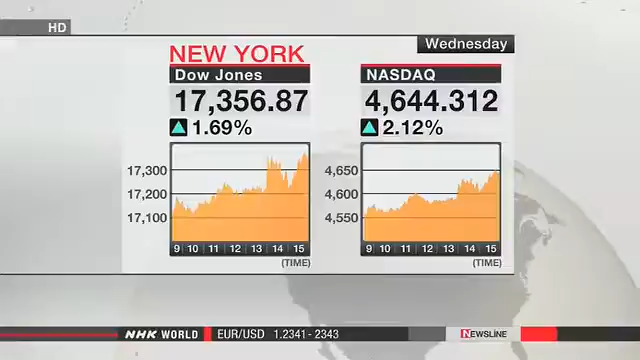 HD
Wednesday
NEW YORK
Dow Jones
17,356.87
1.69%
17,300
17,200
17,100
9 10 11 12 13 14 15
(TIME)
NASDAQ
4,644.312
2.12%
4,650
4,600
4,550
9 10 11 12 13 14 15
(TIME)
NHK WORLD EUR/USD 1.2341 - 2343 NEWSLINE